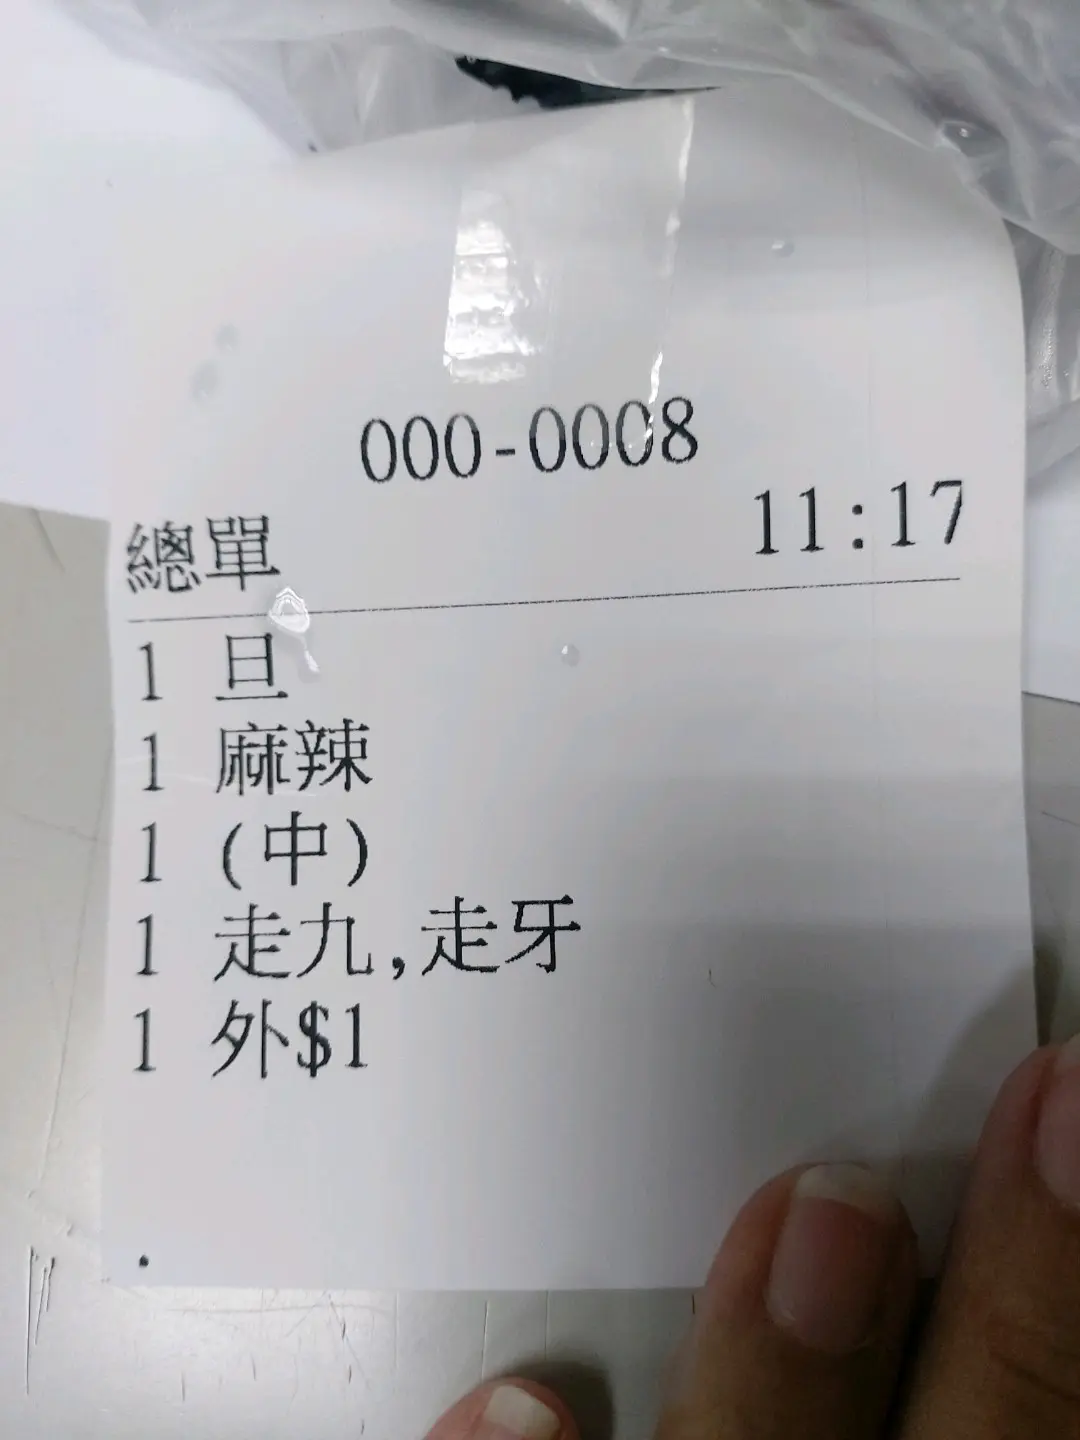 000-0008
總單 11:17
1 旦
1 麻辣
1 (中)
1 走九,走牙
1 外$1
.